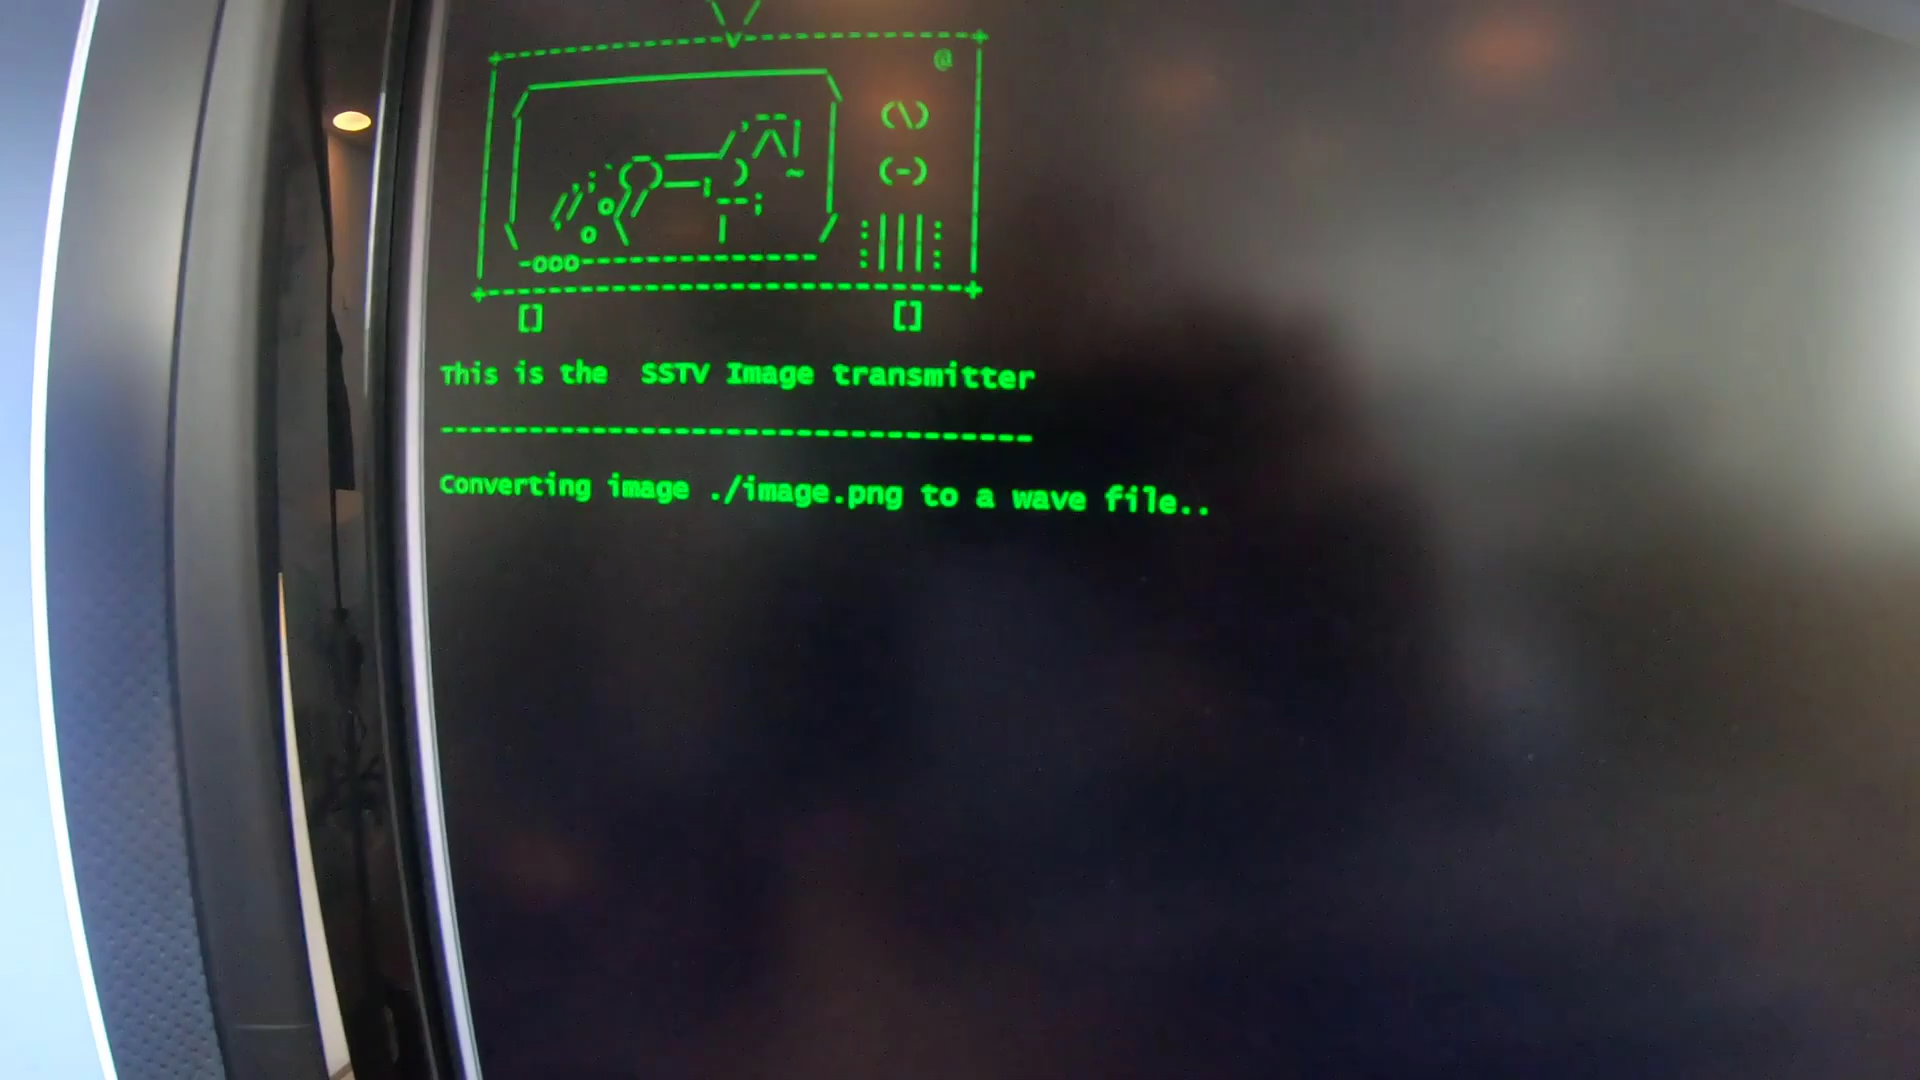 This is the  SSTV Image transmitter
-----------------------------------
Converting image ./image.png to a wave file..